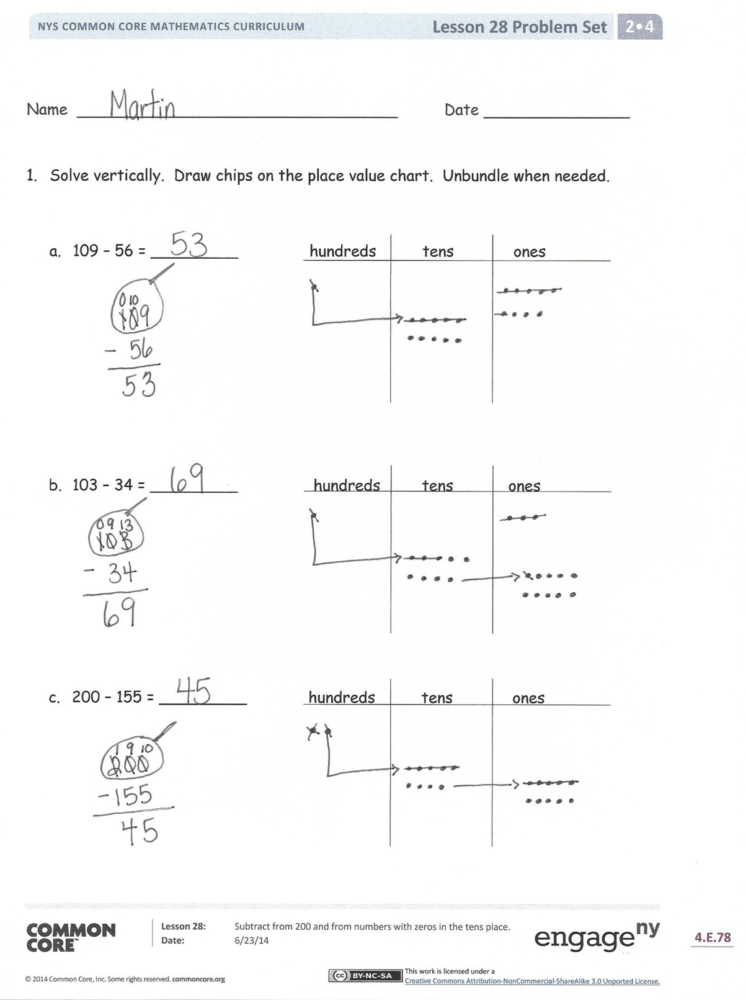 NYS COMMON CORE MATHEMATICS CURRICULUM Lesson 28 Problem Set 2•4
Name Martin Date
1. Solve vertically. Draw chips on the place value chart. Unbundle when needed.
a. 109 - 56 = 53 hundreds tens ones
0 10
109
- 56
53
b. 103 - 34 = 69 hundreds tens ones
0 9 13
103
- 34
69
c. 200 - 155 = 45 hundreds tens ones
1 9 10
200
- 155
45
COMMON CORE™
Lesson 28: Subtract from 200 and from numbers with zeros in the tens place.
Date: 6/23/14
engageny
4.E.78
© 2014 Common Core, Inc. Some rights reserved. commoncore.org
cc BY-NC-SA
This work is licensed under a
Creative Commons Attribution-NonCommercial-ShareAlike 3.0 Unported License.